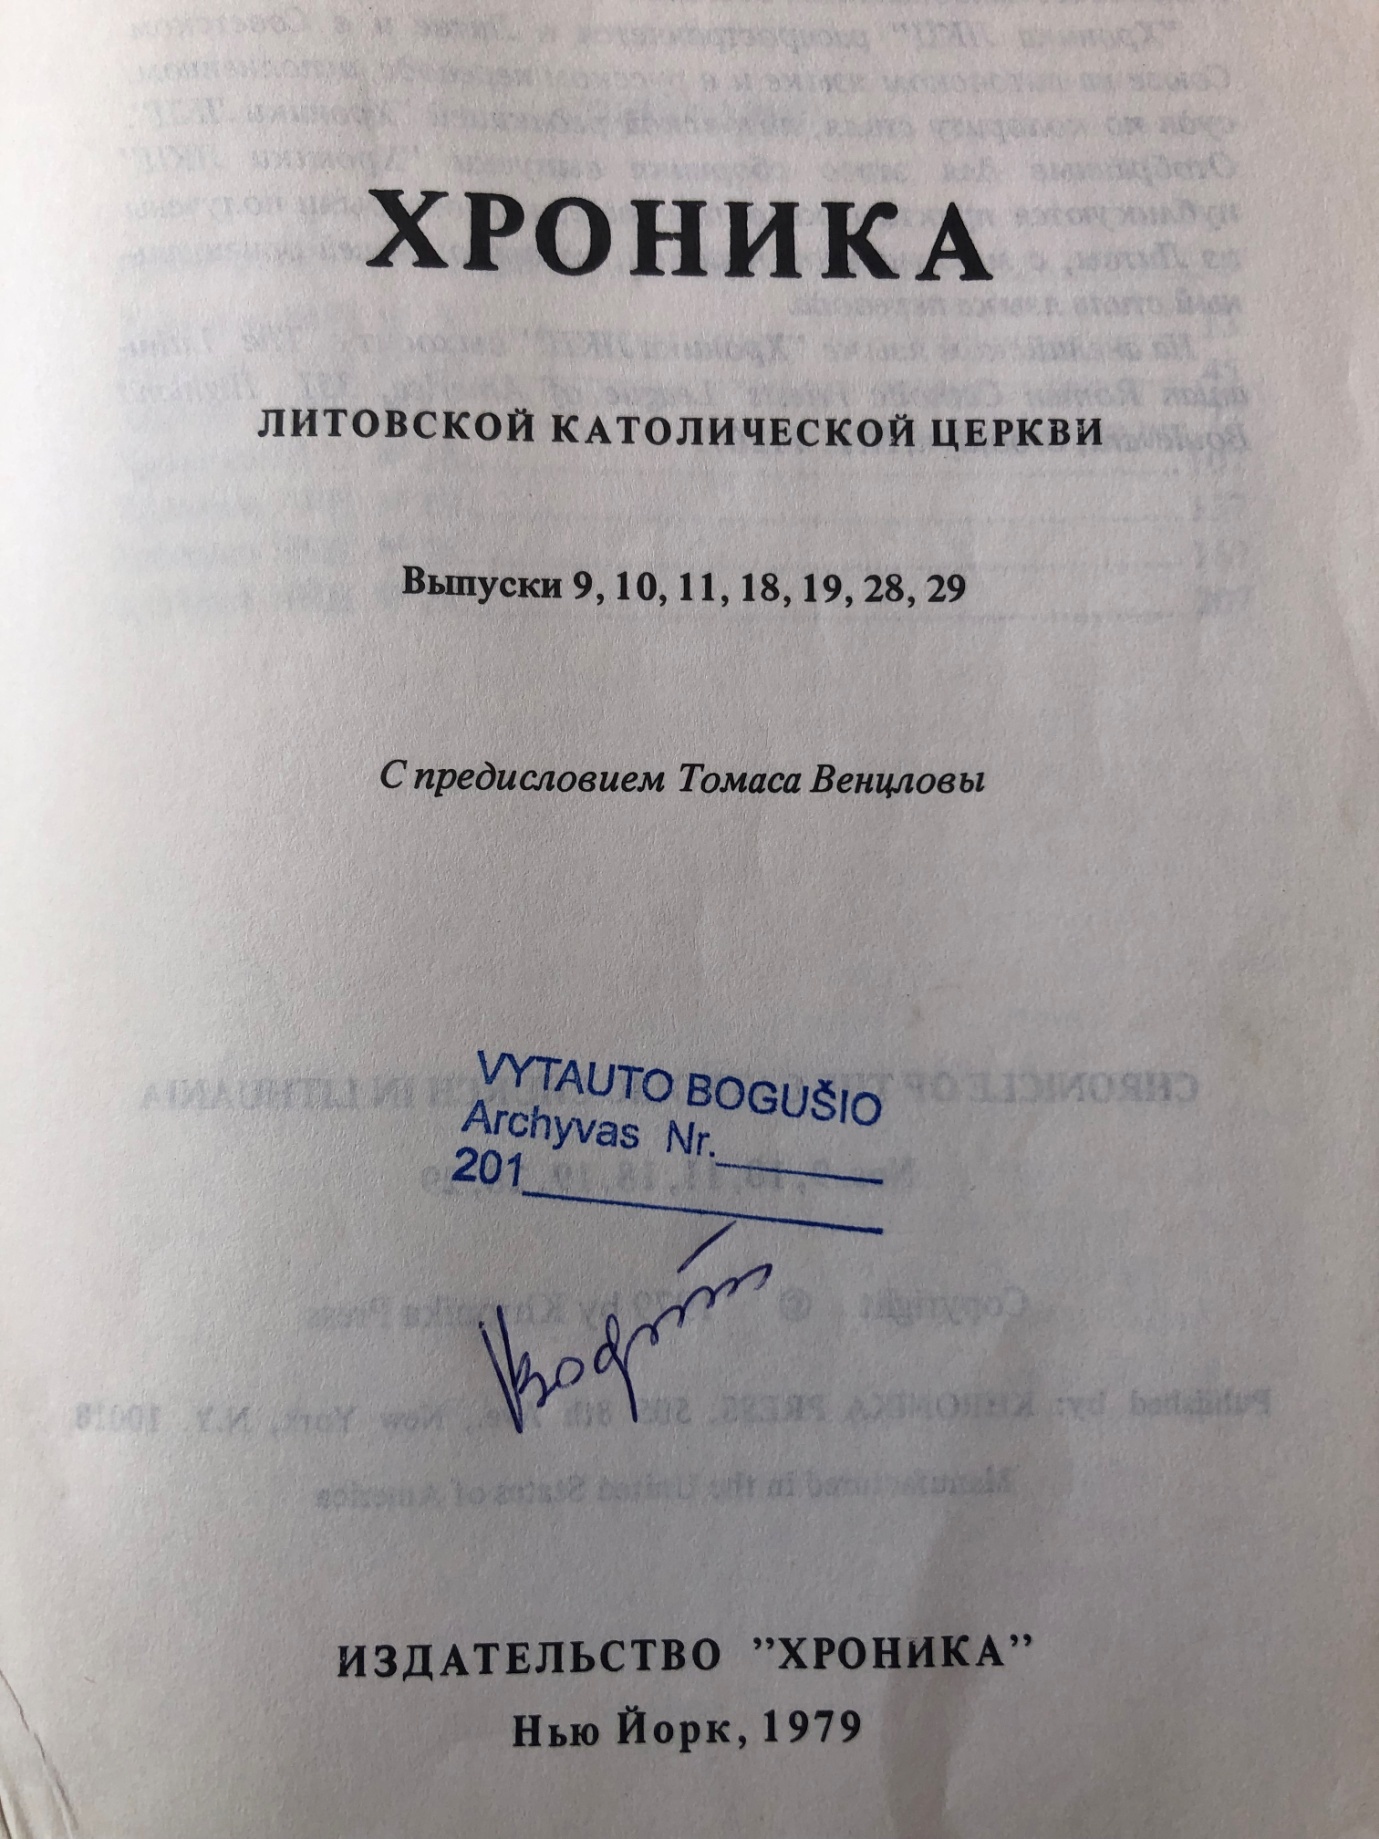 ХРОНИКА
ЛИТОВСКОЙ КАТОЛИЧЕСКОЙ ЦЕРКВИ
Выпуски 9, 10, 11, 18, 19, 28, 29
С предисловием Томаса Венцловы
VYTAUTO BOGUŠIO
Archyvas Nr.
201
ИЗДАТЕЛЬСТВО ”ХРОНИКА”
Нью Йорк, 1979